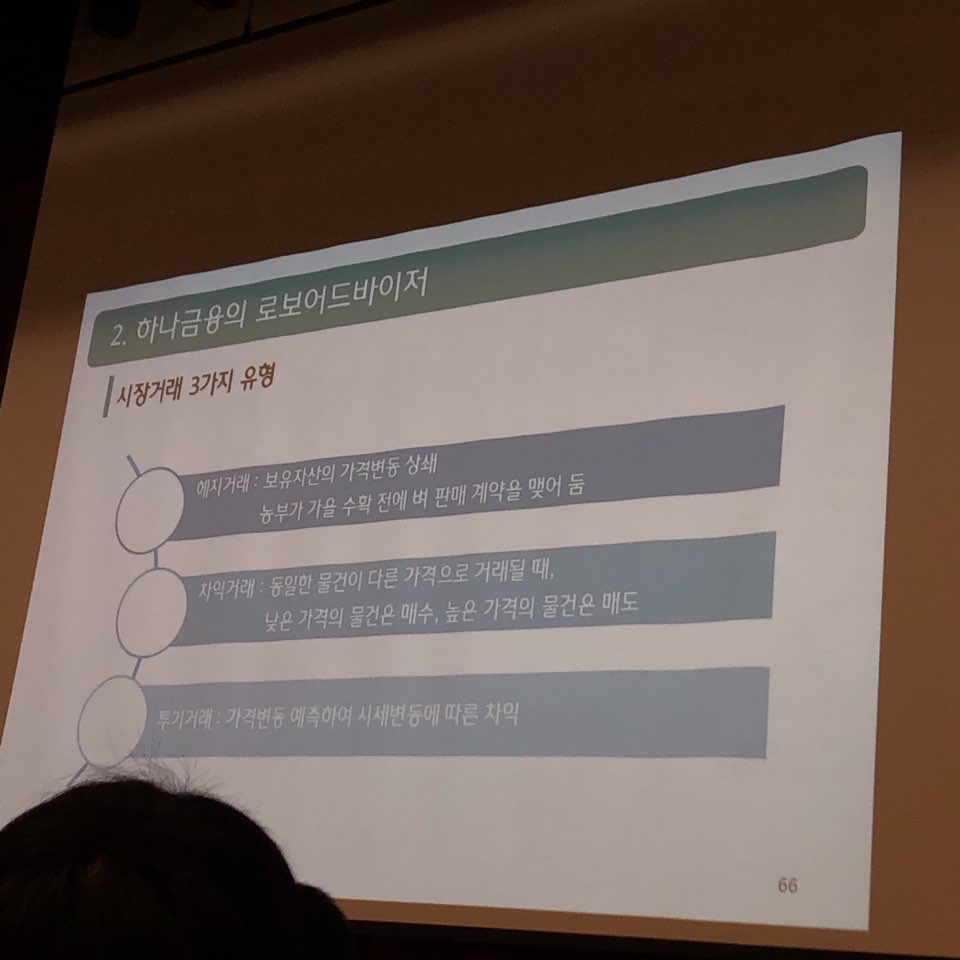 2. 하나금융의 로보어드바이저
시장거래 3가지 유형
헤지거래 : 보유자산의 가격변동 상쇄
농부가 가을 수확 전에 벼 판매 계약을 맺어 둠
차익거래 : 동일한 물건이 다른 가격으로 거래될 때,
낮은 가격의 물건은 매수, 높은 가격의 물건은 매도
투기거래 : 가격변동 예측하여 시세변동에 따른 차익
66